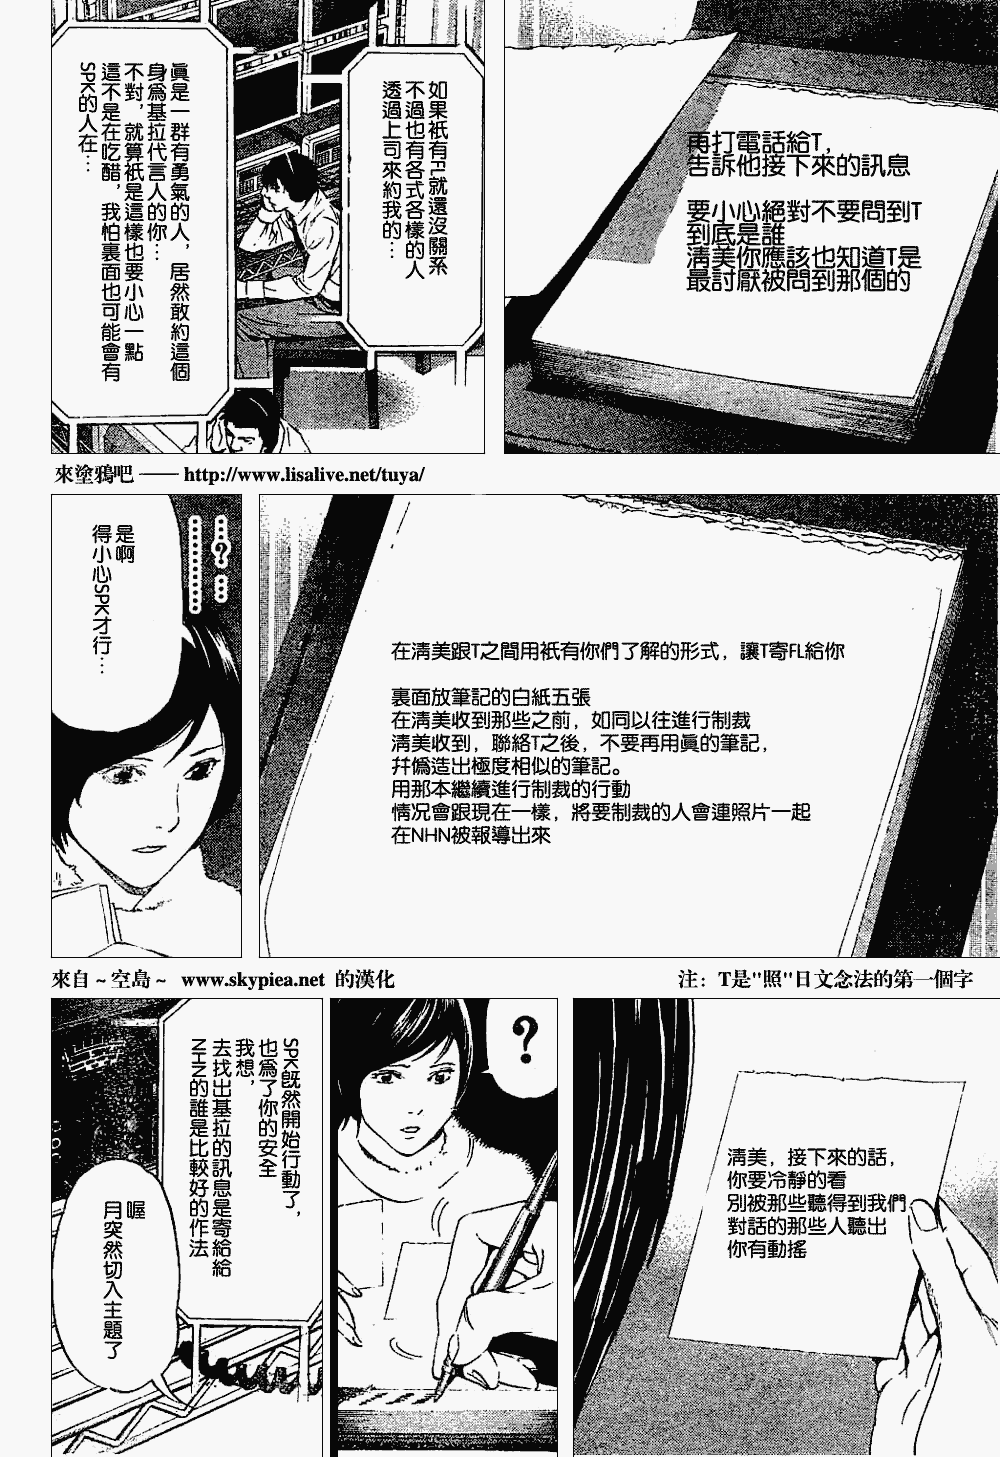 再打電話給T，
告訴他接下來的訊息
要小心絕對不要問到T
到底是誰
清美你應該也知道T是
最討厭被問到那個的
如果衹有FL就還沒關系
不過也有各式各樣的人
透過上司來約我的…
真是一群有勇氣的人，居然敢約這個
身為基拉代言人的你…
不對，就算衹是這樣也要小心一點
這不是在吃醋，我怕裏面也可能會有
SPK的人在…
來塗鴉吧 —— http://www.lisalive.net/tuya/
在清美跟T之間用衹有你們了解的形式，讓T寄FL給你
裏面放筆記的白紙五張
在清美收到那些之前，如同以往進行制裁
清美收到，聯絡T之後，不要再用真的筆記，
并偽造出極度相似的筆記。
用那本繼續進行制裁的行動
情況會跟現在一樣，將要制裁的人會連照片一起
在NHN被報導出來
…?…
……
是啊
得小心SPK才行…
來自～空島～ www.skypiea.net 的漢化
注：T是"照"日文念法的第一個字
清美，接下來的話，
你要冷靜的看
別被那些聽得到我們
對話的那些人聽出
你有動搖
?
SPK既然開始行動了，
也為了你的安全
我想，
去找出基拉的訊息是寄給給
NHN的誰是比較好的作法
喔
月突然切入主題了